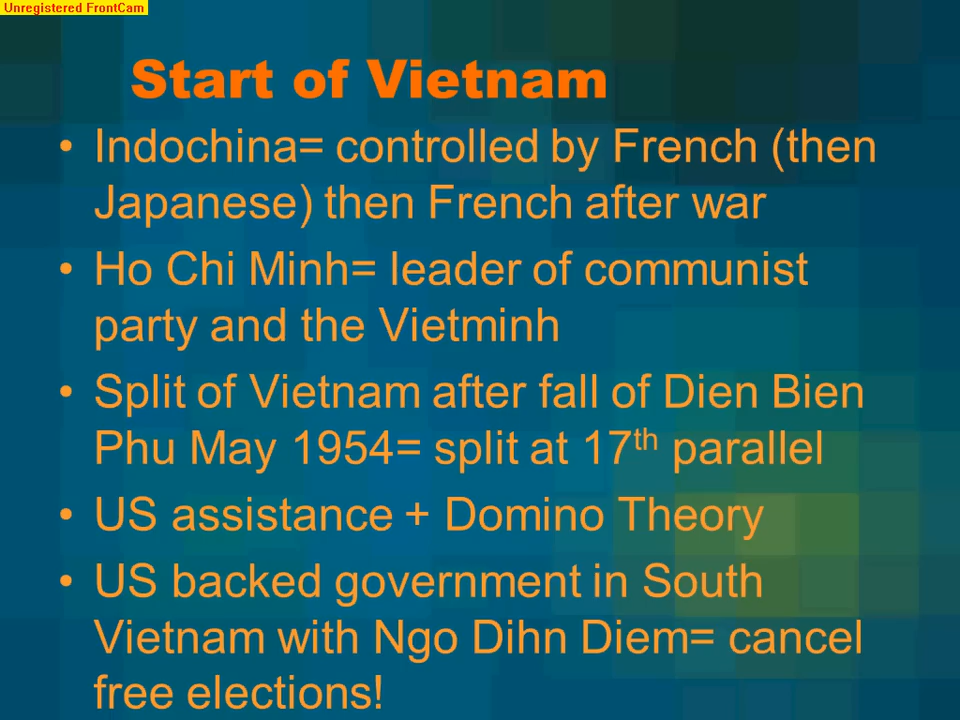 Unregistered FrontCam
Start of Vietnam
• Indochina= controlled by French (then
Japanese) then French after war
• Ho Chi Minh= leader of communist
party and the Vietminh
• Split of Vietnam after fall of Dien Bien
Phu May 1954= split at 17th parallel
• US assistance + Domino Theory
• US backed government in South
Vietnam with Ngo Dihn Diem= cancel
free elections!